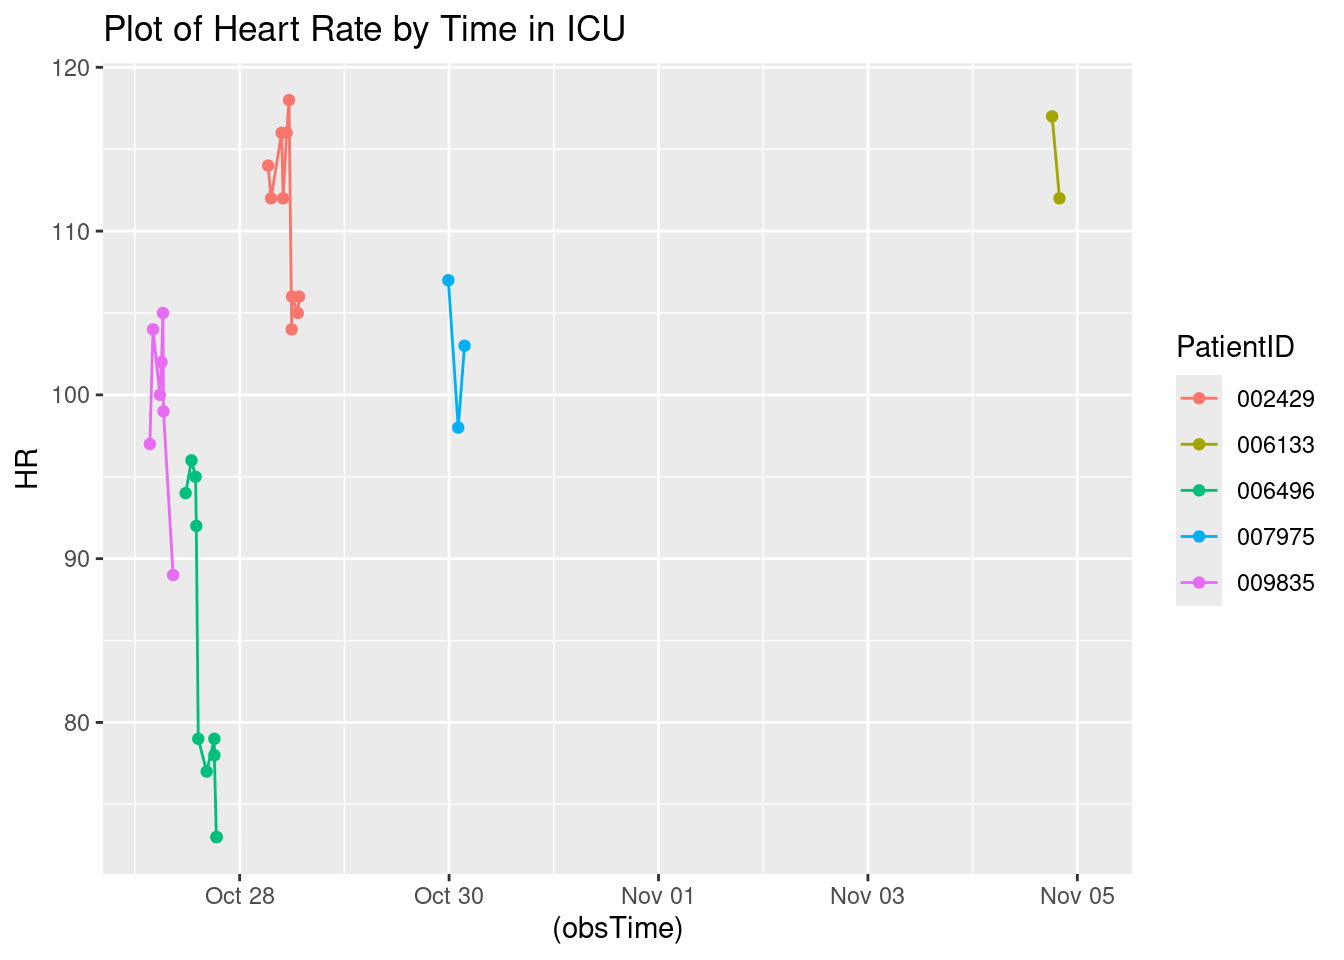 Plot of Heart Rate by Time in ICU
120
110
100
90
80
HR
Oct 28
Oct 30
Nov 01
Nov 03
Nov 05
(obsTime)
PatientID
002429
006133
006496
007975
009835